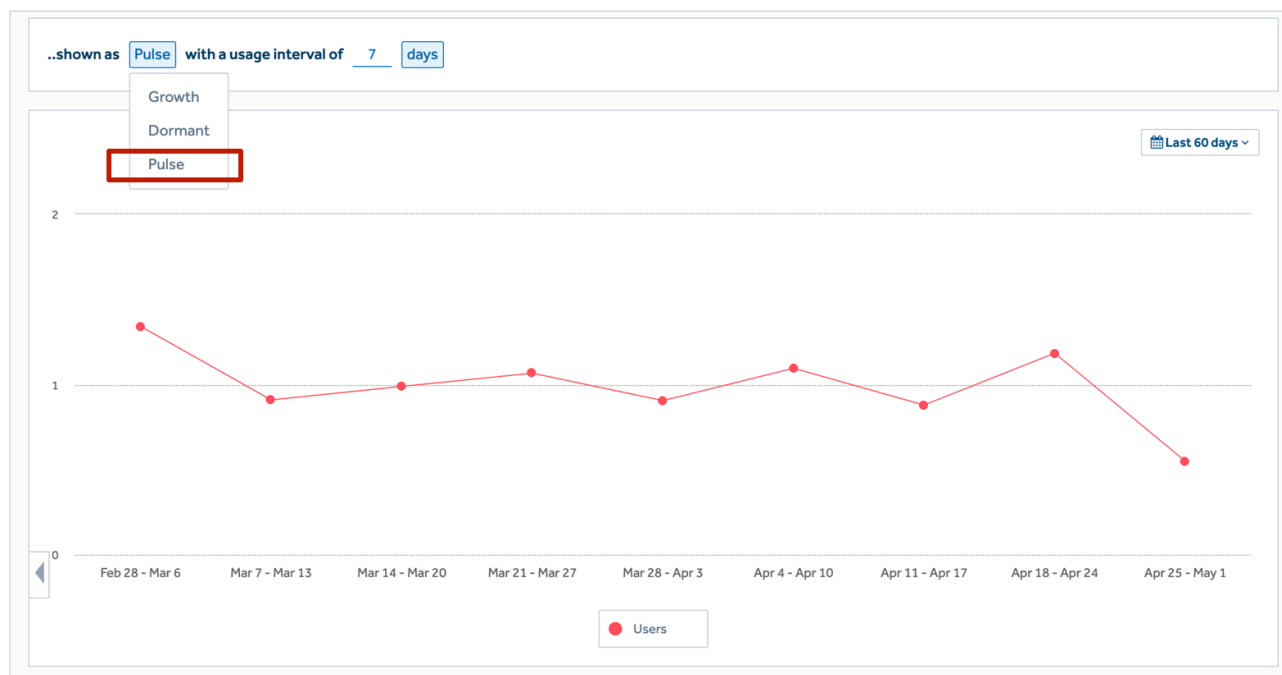 ..shown as Pulse with a usage interval of 7 days
Growth
Dormant
Pulse
Last 60 days
2
1
0
Feb 28 - Mar 6 Mar 7 - Mar 13 Mar 14 - Mar 20 Mar 21 - Mar 27 Mar 28 - Apr 3 Apr 4 - Apr 10 Apr 11 - Apr 17 Apr 18 - Apr 24 Apr 25 - May 1
Users